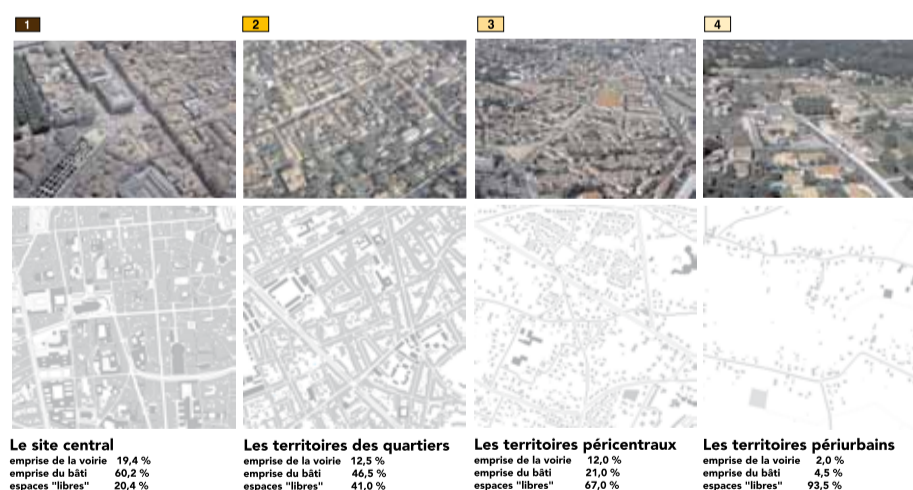 1
2
3
4
Le site central
emprise de la voirie 19,4 %
emprise du bâti 60,2 %
espaces "libres" 20,4 %
Les territoires des quartiers
emprise de la voirie 12,5 %
emprise du bâti 46,5 %
espaces "libres" 41,0 %
Les territoires péricentraux
emprise de la voirie 12,0 %
emprise du bâti 21,0 %
espaces "libres" 67,0 %
Les territoires périurbains
emprise de la voirie 2,0 %
emprise du bâti 4,5 %
espaces "libres" 93,5 %